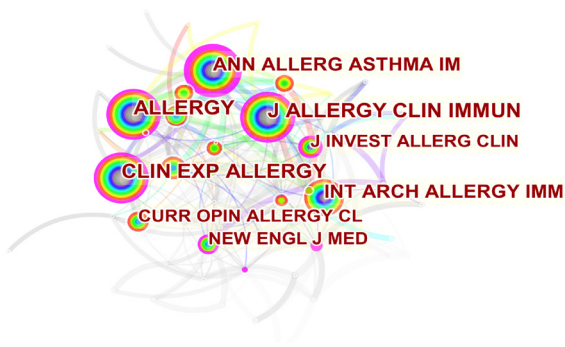 ANN ALLERG ASTHMA IM
ALLERGY
J ALLERGY CLIN IMMUN
J INVEST ALLERG CLIN
CLIN EXP ALLERGY
INT ARCH ALLERGY IMM
CURR OPIN ALLERGY CL
NEW ENGL J MED